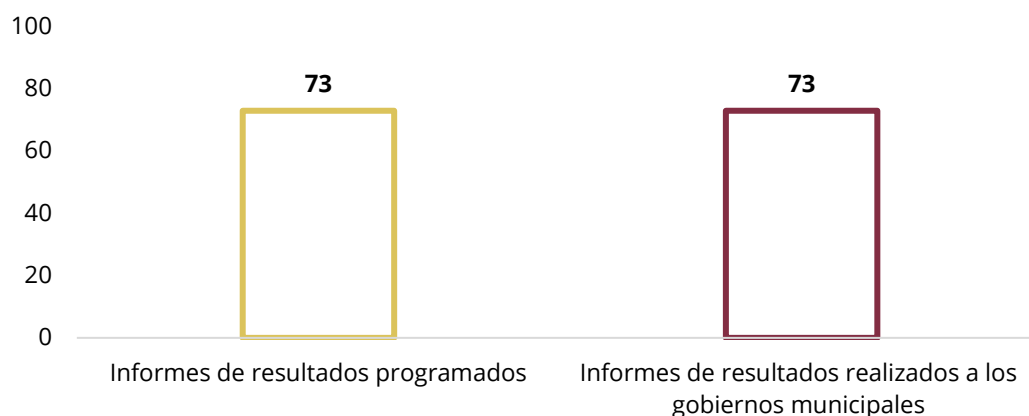 100
80
60
40
20
0
73
73
Informes de resultados programados
Informes de resultados realizados a los
gobiernos municipales